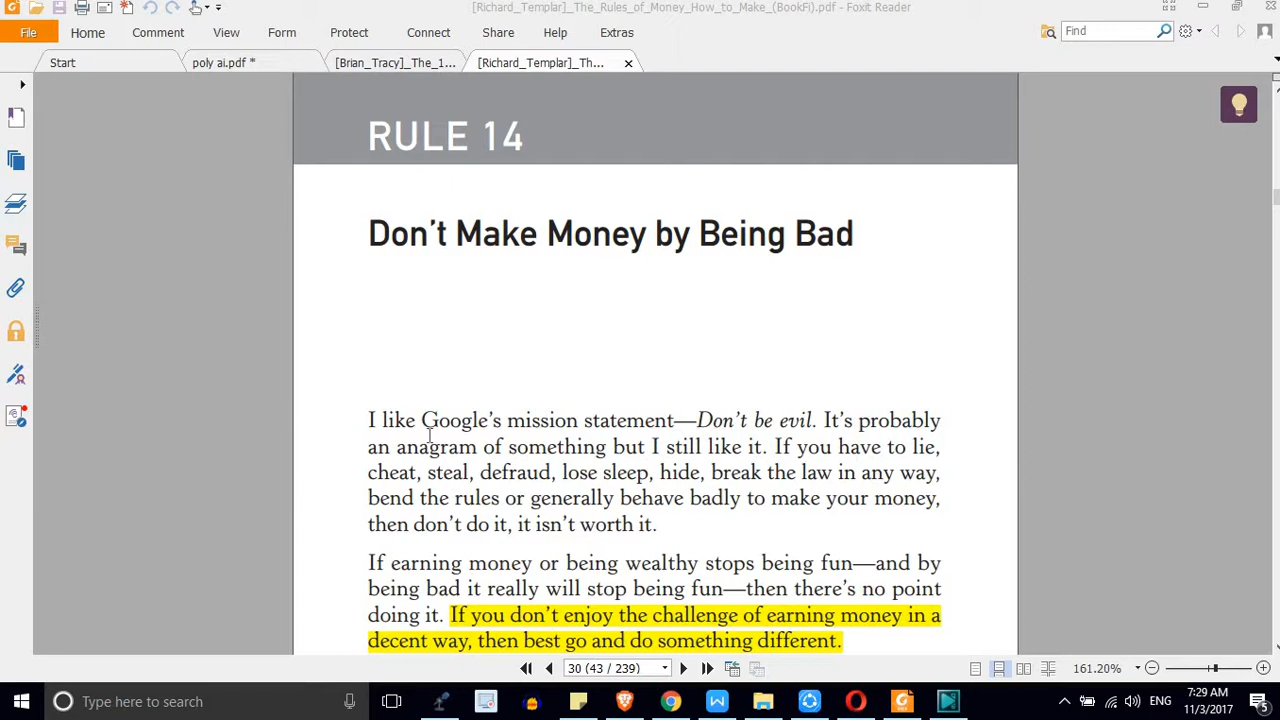 [Richard_Templar]_The_Rules_of_Money_How_to_Make_(BookFi).pdf - Foxit Reader
File Home Comment View Form Protect Connect Share Help Extras Find
Start poly ai.pdf * [Brian_Tracy]_The_1... [Richard_Templar]_Th...
RULE 14
Don't Make Money by Being Bad
I like Google's mission statement—Don't be evil. It's probably
an anagram of something but I still like it. If you have to lie,
cheat, steal, defraud, lose sleep, hide, break the law in any way,
bend the rules or generally behave badly to make your money,
then don't do it, it isn't worth it.
If earning money or being wealthy stops being fun—and by
being bad it really will stop being fun—then there's no point
doing it. If you don't enjoy the challenge of earning money in a
decent way, then best go and do something different.
30 (43 / 239) 161.20%
Type here to search ENG 7:29 AM
11/3/2017